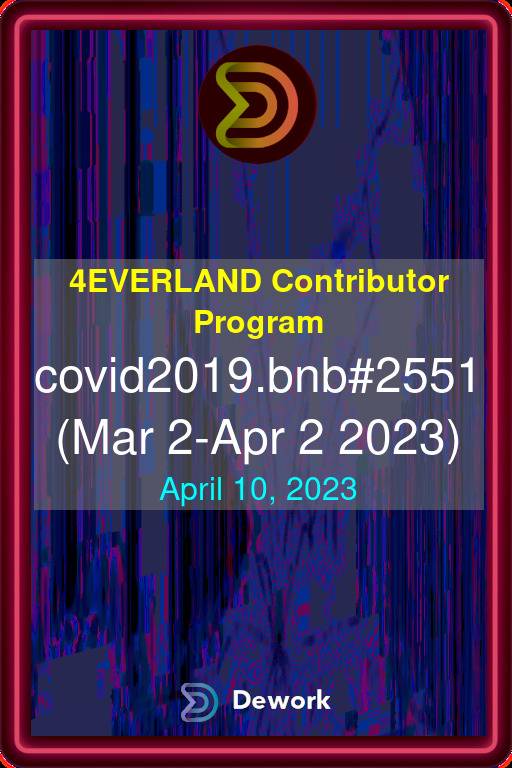 4EVERLAND Contributor
Program
covid2019.bnb#2551
(Mar 2-Apr 2 2023)
April 10, 2023
Dework